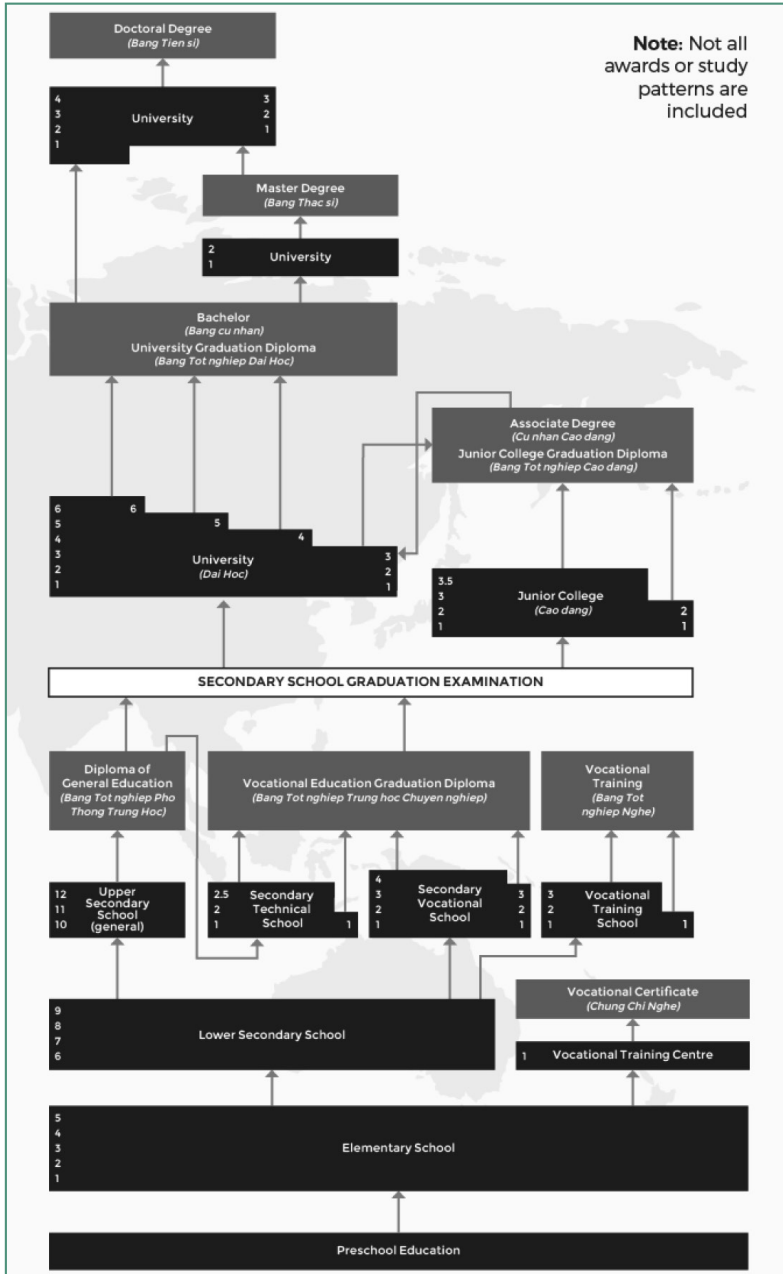 Doctoral Degree
(Bang Tien si)
Note: Not all
awards or study
patterns are
included
4
3
2
1
University
3
2
1
Master Degree
(Bang Thac si)
2
1
University
Bachelor
(Bang cu nhan)
University Graduation Diploma
(Bang Tot nghiep Dai Hoc)
Associate Degree
(Cu nhan Cao dang)
Junior College Graduation Diploma
(Bang Tot nghiep Cao dang)
6
5
4
3
2
1
6
5
4
University
(Dai Hoc)
3
2
1
3.5
3
2
1
Junior College
(Cao dang)
2
1
SECONDARY SCHOOL GRADUATION EXAMINATION
Diploma of
General Education
(Bang Tot nghiep Pho
Thong Trung Hoc)
Vocational Education Graduation Diploma
(Bang Tot nghiep Trung hoc Chuyen nghiep)
Vocational
Training
(Bang Tot
nghiep Nghe)
12
11
10
Upper
Secondary
School
(general)
2.5
2
1
Secondary
Technical
School
1
4
3
2
1
Secondary
Vocational
School
3
2
1
3
2
1
Vocational
Training
School
1
9
8
7
6
Lower Secondary School
Vocational Certificate
(Chung Chi Nghe)
1
Vocational Training Centre
5
4
3
2
1
Elementary School
Preschool Education